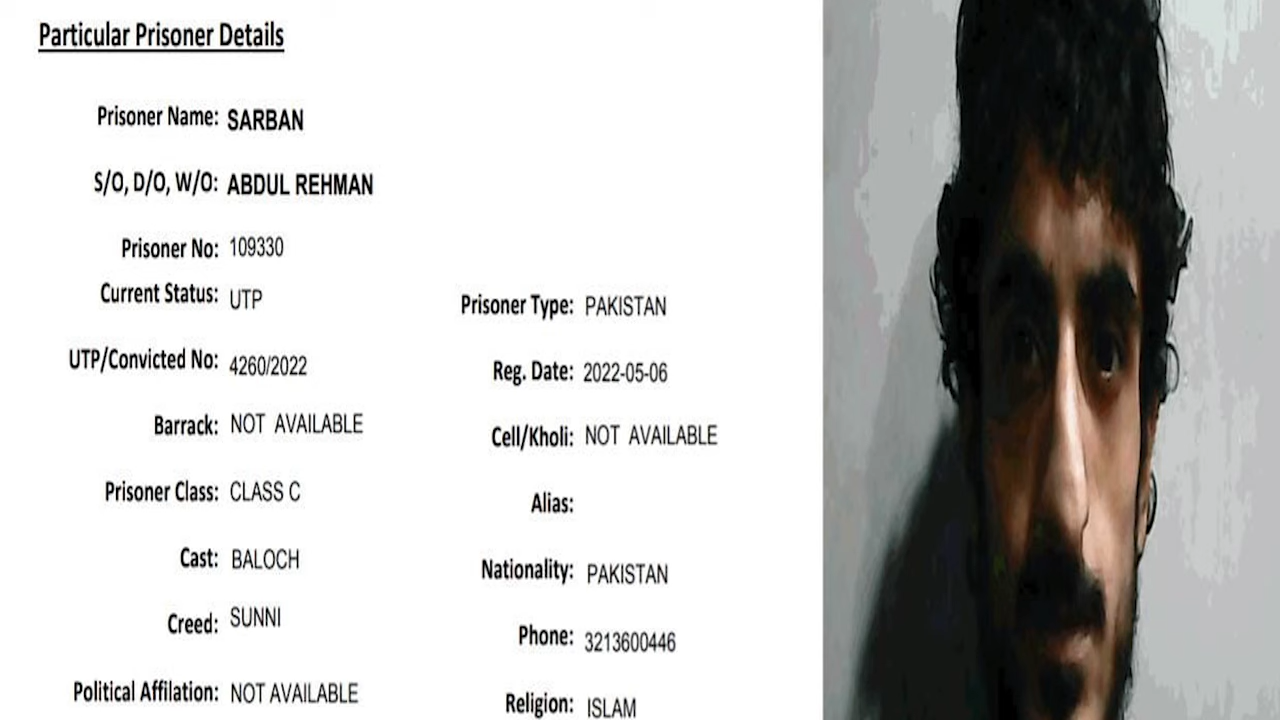 Particular Prisoner Details
Prisoner Name: SARBAN
S/O, D/O, W/O: ABDUL REHMAN
Prisoner No: 109330
Current Status: UTP
Prisoner Type: PAKISTAN
UTP/Convicted No: 4260/2022
Reg. Date: 2022-05-06
Barrack: NOT AVAILABLE
Cell/Kholi: NOT AVAILABLE
Prisoner Class: CLASS C
Alias:
Cast: BALOCH
Nationality: PAKISTAN
Creed: SUNNI
Phone: 3213600446
Political Affilation: NOT AVAILABLE
Religion: ISLAM